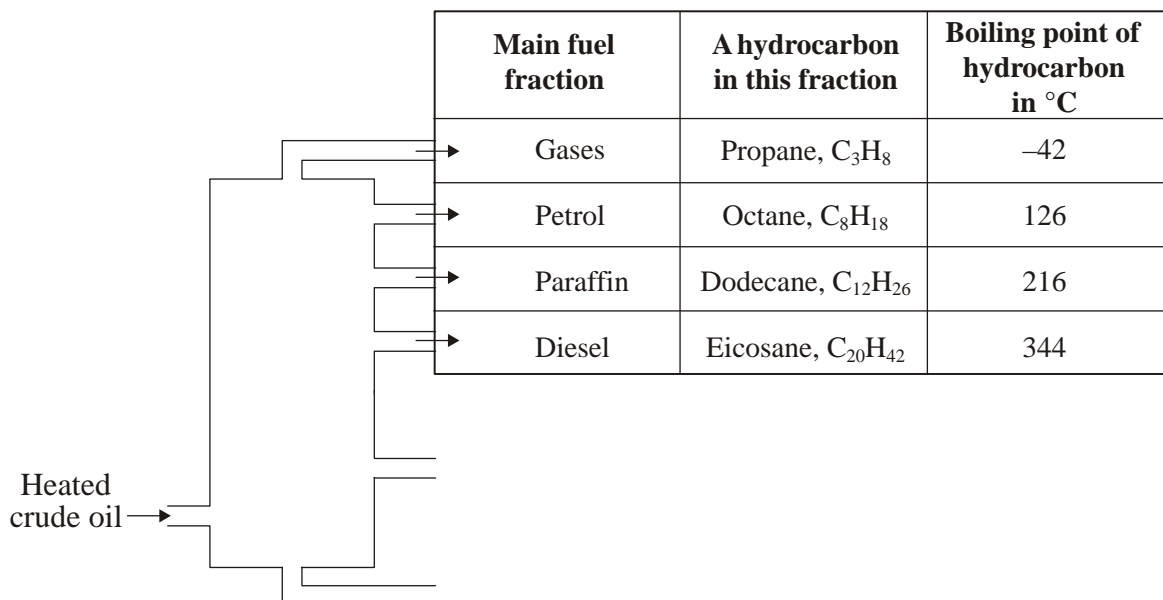 Main fuel fraction | A hydrocarbon in this fraction | Boiling point of hydrocarbon in °C
Gases | Propane, C₃H₈ | –42
Petrol | Octane, C₈H₁₈ | 126
Paraffin | Dodecane, C₁₂H₂₆ | 216
Diesel | Eicosane, C₂₀H₄₂ | 344
Heated
crude oil